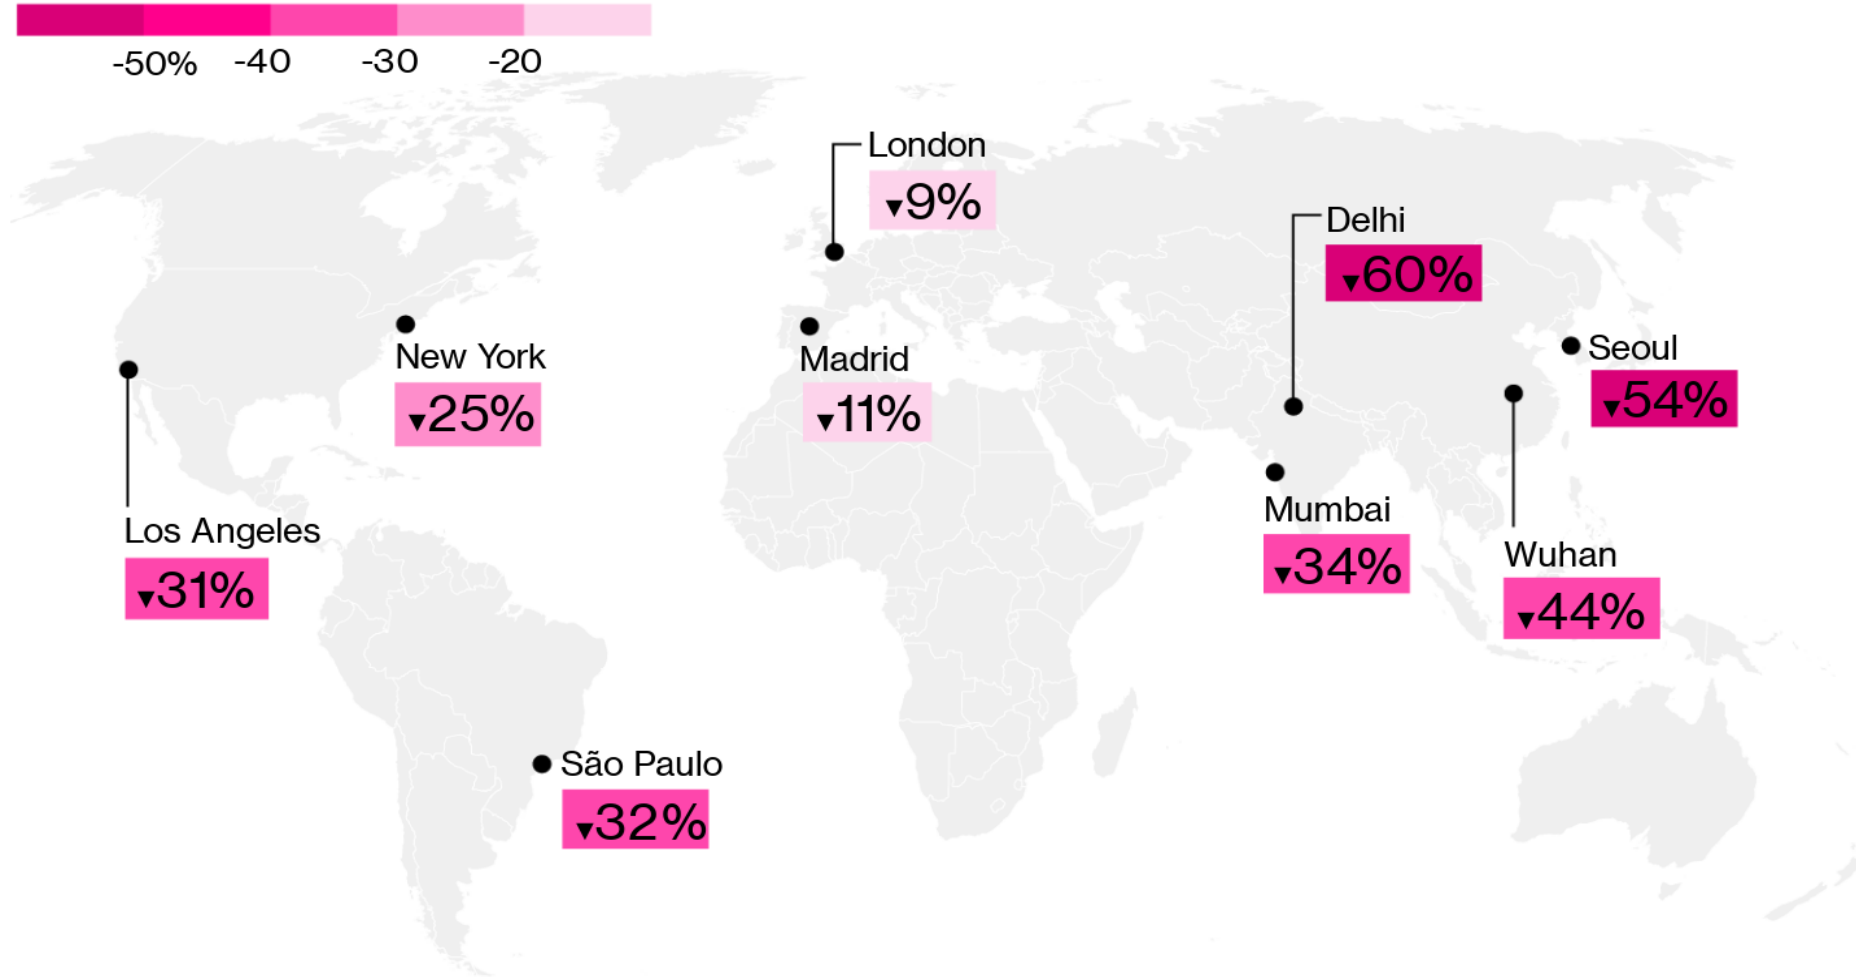 -50% -40 -30 -20
London
▼9%
Delhi
▼60%
New York
▼25%
Madrid
▼11%
Seoul
▼54%
Los Angeles
▼31%
Mumbai
▼34%
Wuhan
▼44%
São Paulo
▼32%